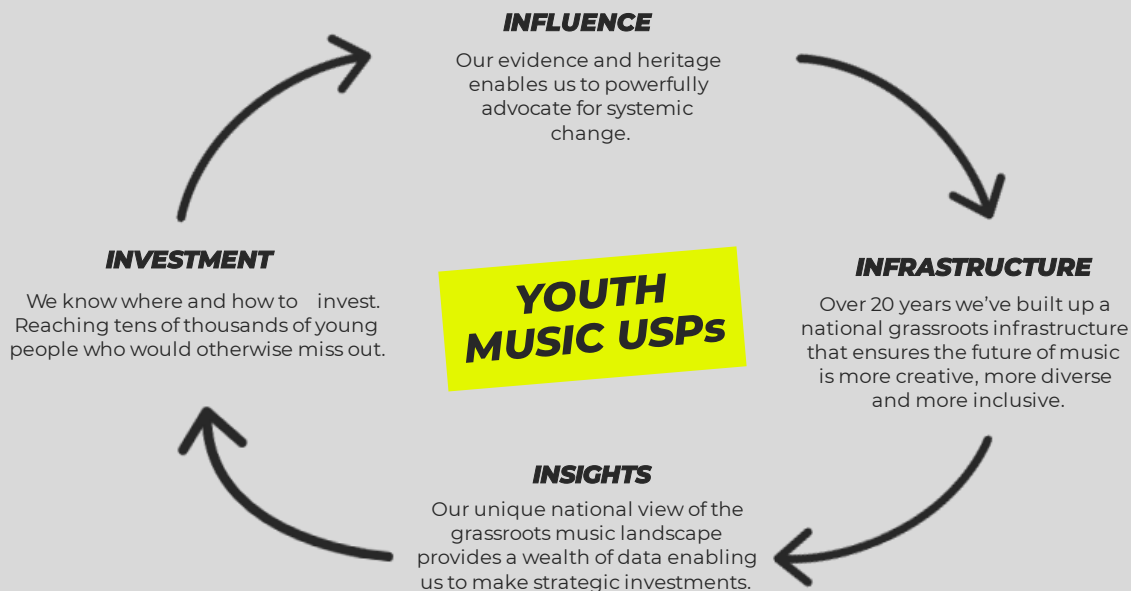 INFLUENCE
Our evidence and heritage
enables us to powerfully
advocate for systemic
change.
INVESTMENT
We know where and how to invest.
Reaching tens of thousands of young
people who would otherwise miss out.
YOUTH
MUSIC USPs
INFRASTRUCTURE
Over 20 years we’ve built up a
national grassroots infrastructure
that ensures the future of music
is more creative, more diverse
and more inclusive.
INSIGHTS
Our unique national view of the
grassroots music landscape
provides a wealth of data enabling
us to make strategic investments.